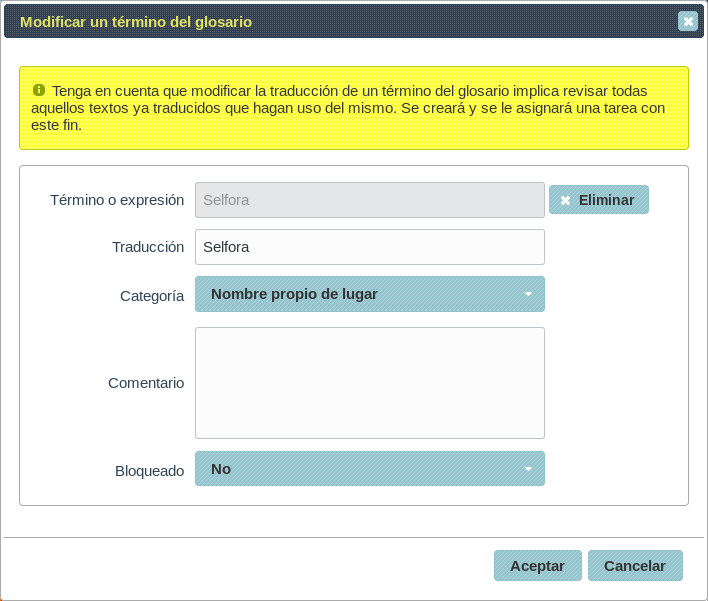 Modificar un término del glosario
Tenga en cuenta que modificar la traducción de un término del glosario implica revisar todas
aquellos textos ya traducidos que hagan uso del mismo. Se creará y se le asignará una tarea con
este fin.
Término o expresión Selfora Eliminar
Traducción Selfora
Categoría Nombre propio de lugar
Comentario
Bloqueado No
Aceptar Cancelar